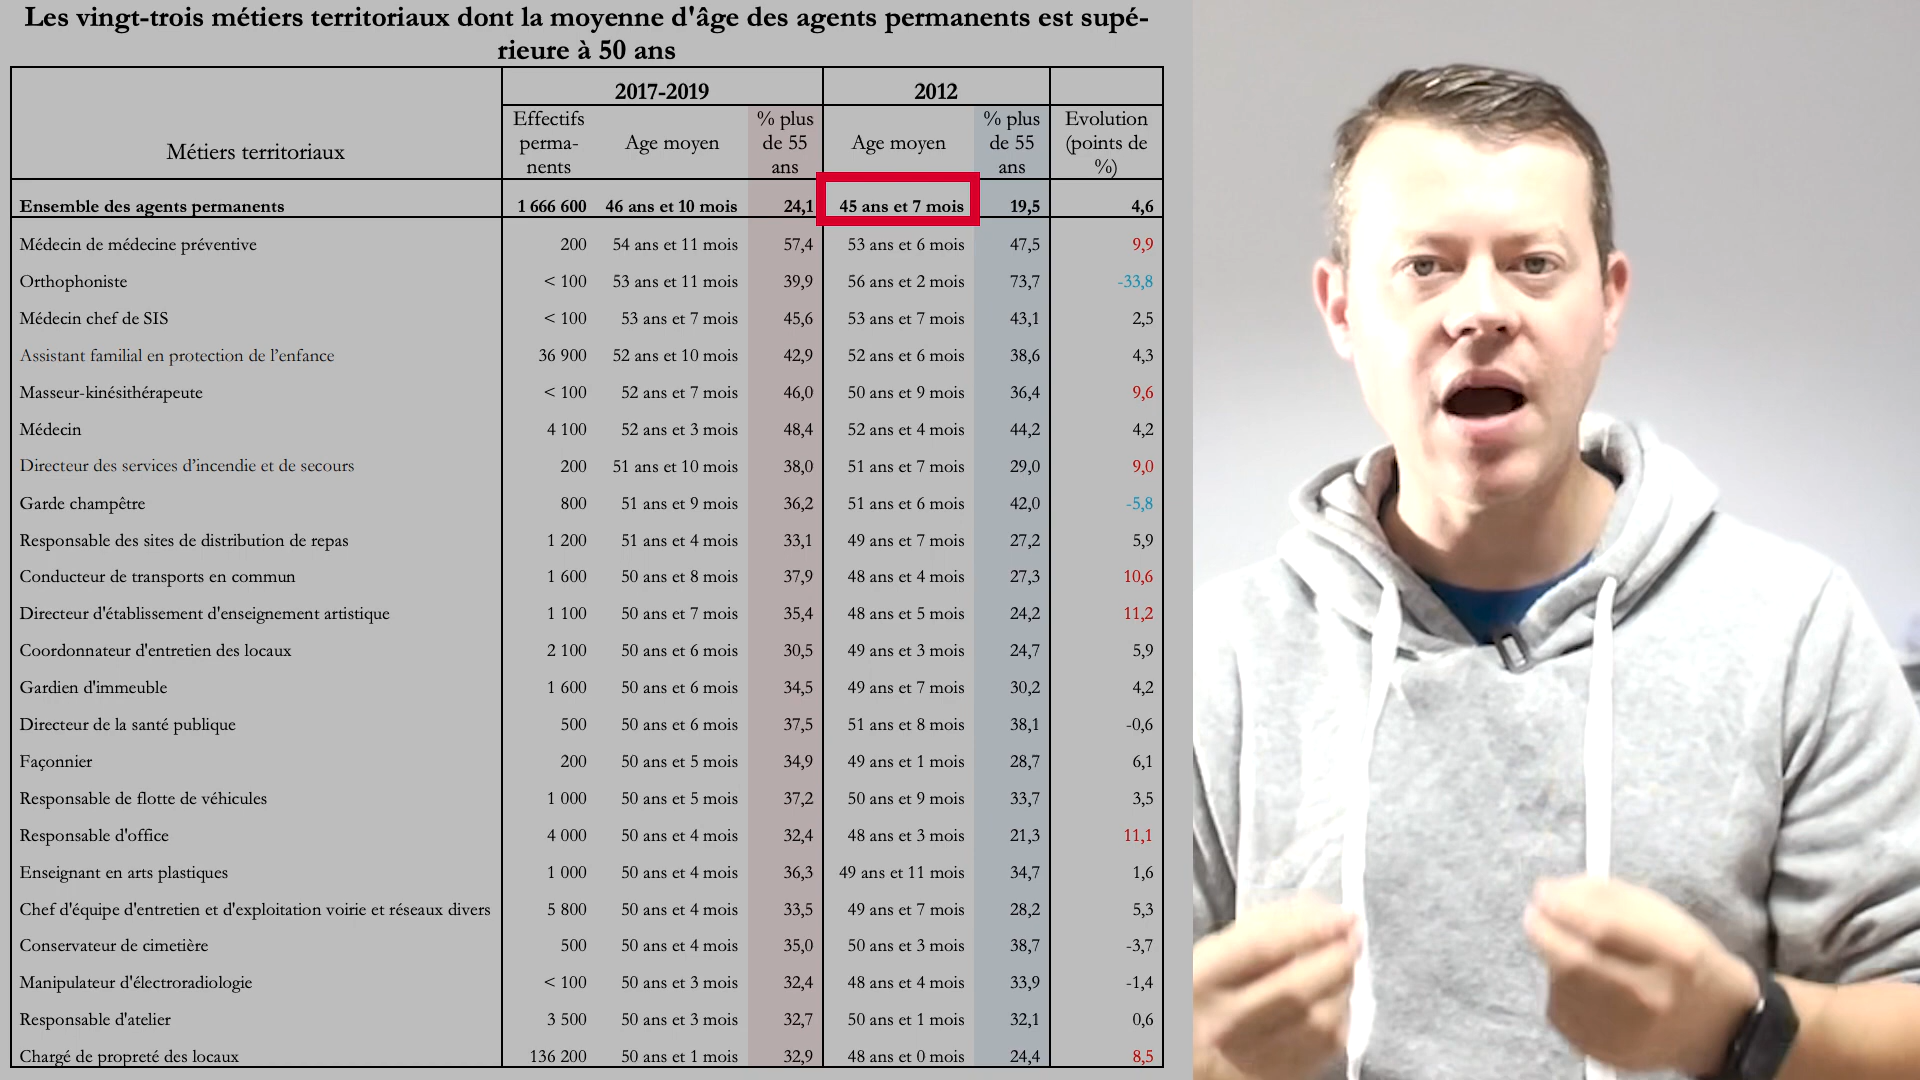 Les vingt-trois métiers territoriaux dont la moyenne d'âge des agents permanents est supé-
rieure à 50 ans
2017-2019 2012
Métiers territoriaux Effectifs perma-nents Age moyen % plus de 55 ans Age moyen % plus de 55 ans Evolution (points de %)
Ensemble des agents permanents 1 666 600 46 ans et 10 mois 24,1 45 ans et 7 mois 19,5 4,6
Médecin de médecine préventive 200 54 ans et 11 mois 57,4 53 ans et 6 mois 47,5 9,9
Orthophoniste < 100 53 ans et 11 mois 39,9 56 ans et 2 mois 73,7 -33,8
Médecin chef de SIS < 100 53 ans et 7 mois 45,6 53 ans et 7 mois 43,1 2,5
Assistant familial en protection de l’enfance 36 900 52 ans et 10 mois 42,9 52 ans et 6 mois 38,6 4,3
Masseur-kinésithérapeute < 100 52 ans et 7 mois 46,0 50 ans et 9 mois 36,4 9,6
Médecin 4 100 52 ans et 3 mois 48,4 52 ans et 4 mois 44,2 4,2
Directeur des services d’incendie et de secours 200 51 ans et 10 mois 38,0 51 ans et 7 mois 29,0 9,0
Garde champêtre 800 51 ans et 9 mois 36,2 51 ans et 6 mois 42,0 -5,8
Responsable des sites de distribution de repas 1 200 51 ans et 4 mois 33,1 49 ans et 7 mois 27,2 5,9
Conducteur de transports en commun 1 600 50 ans et 8 mois 37,9 48 ans et 4 mois 27,3 10,6
Directeur d'établissement d'enseignement artistique 1 100 50 ans et 7 mois 35,4 48 ans et 5 mois 24,2 11,2
Coordonnateur d'entretien des locaux 2 100 50 ans et 6 mois 30,5 49 ans et 3 mois 24,7 5,9
Gardien d'immeuble 1 600 50 ans et 6 mois 34,5 49 ans et 7 mois 30,2 4,2
Directeur de la santé publique 500 50 ans et 6 mois 37,5 51 ans et 8 mois 38,1 -0,6
Façonnier 200 50 ans et 5 mois 34,9 49 ans et 1 mois 28,7 6,1
Responsable de flotte de véhicules 1 000 50 ans et 5 mois 37,2 50 ans et 9 mois 33,7 3,5
Responsable d'office 4 000 50 ans et 4 mois 32,4 48 ans et 3 mois 21,3 11,1
Enseignant en arts plastiques 1 000 50 ans et 4 mois 36,3 49 ans et 11 mois 34,7 1,6
Chef d'équipe d'entretien et d'exploitation voirie et réseaux divers 5 800 50 ans et 4 mois 33,5 49 ans et 7 mois 28,2 5,3
Conservateur de cimetière 500 50 ans et 4 mois 35,0 50 ans et 3 mois 38,7 -3,7
Manipulateur d'électroradiologie < 100 50 ans et 3 mois 32,4 48 ans et 4 mois 33,9 -1,4
Responsable d'atelier 3 500 50 ans et 3 mois 32,7 50 ans et 1 mois 32,1 0,6
Chargé de propreté des locaux 136 200 50 ans et 1 mois 32,9 48 ans et 0 mois 24,4 8,5